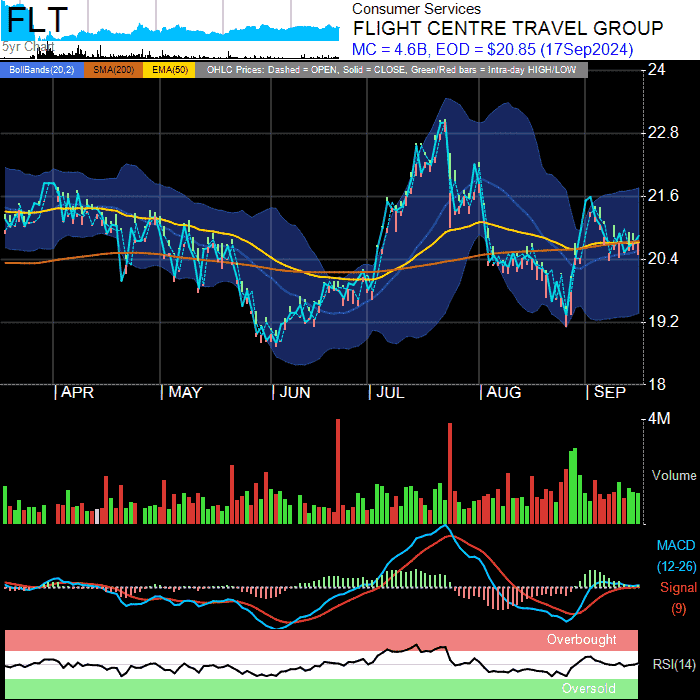 FLT
5yr Chart
Consumer Services
FLIGHT CENTRE TRAVEL GROUP
MC = 4.6B, EOD = $20.85 (17Sep2024)
BollBands(20,2) SMA(200) EMA(50) OHLC Prices: Dashed = OPEN, Solid = CLOSE, Green/Red bars = Intra-day HIGH/LOW
24
22.8
21.6
20.4
19.2
18
APR MAY JUN JUL AUG SEP
4M
Volume
MACD
(12-26)
Signal
(9)
Overbought
RSI(14)
Oversold